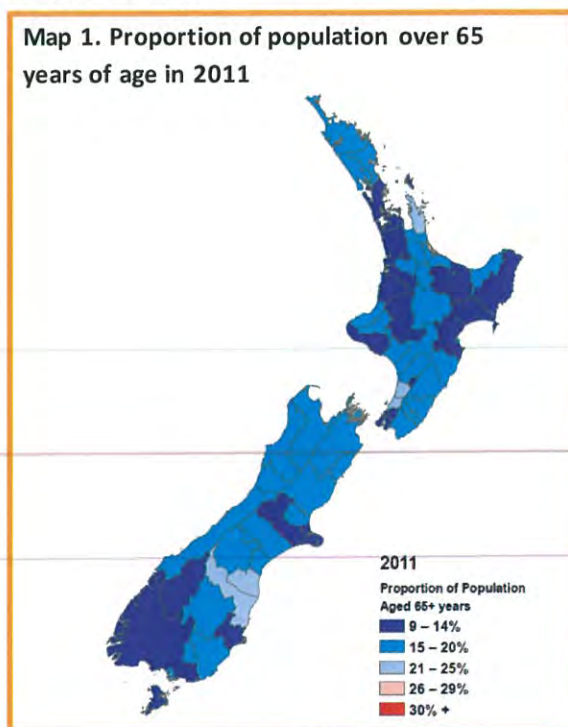 Map 1. Proportion of population over 65
years of age in 2011
2011
Proportion of Population
Aged 65+ years
9 – 14%
15 – 20%
21 – 25%
26 – 29%
30% +